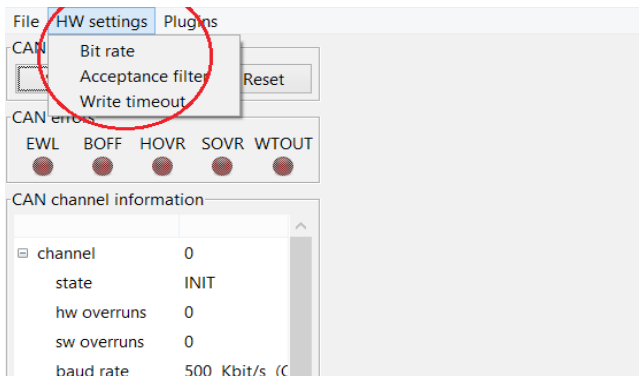 File HW settings Plugins
CAN
Bit rate
Acceptance filter
Reset
Write timeout
CAN errors
EWL BOFF HOVR SOVR WTOUT
CAN channel information
channel 0
state INIT
hw overruns 0
sw overruns 0
baud rate 500 Kbit/s (C